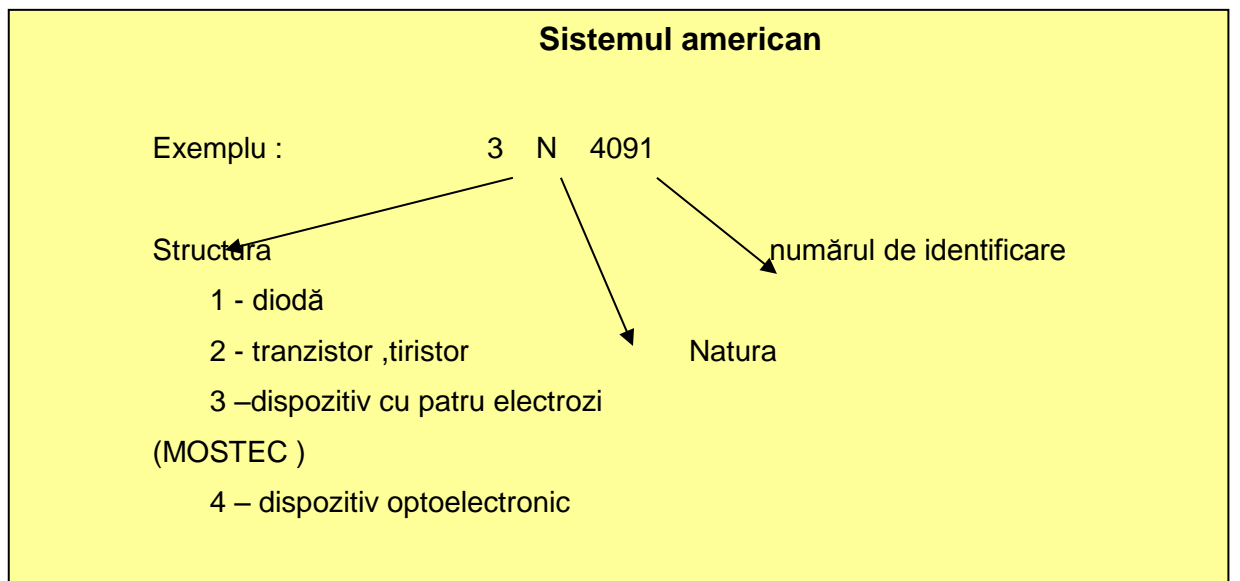 Sistemul american
Exemplu : 3 N 4091
Structura numărul de identificare
1 - diodă
2 - tranzistor ,tiristor Natura
3 –dispozitiv cu patru electrozi
(MOSTEC )
4 – dispozitiv optoelectronic